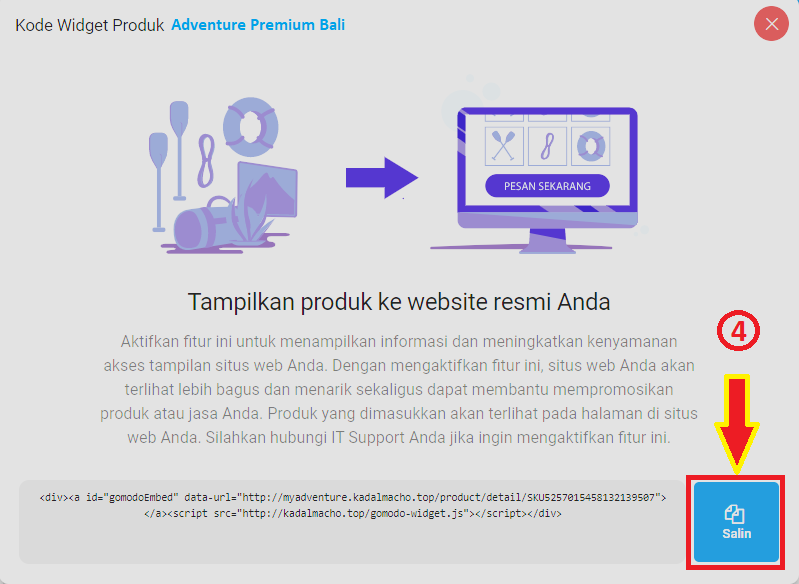 Kode Widget Produk Adventure Premium Bali
PESAN SEKARANG
Tampilkan produk ke website resmi Anda
Aktifkan fitur ini untuk menampilkan informasi dan meningkatkan kenyamanan
akses tampilan situs web Anda. Dengan mengaktifkan fitur ini, situs web Anda akan
terlihat lebih bagus dan menarik sekaligus dapat membantu mempromosikan
produk atau jasa Anda. Produk yang dimasukkan akan terlihat pada halaman di situs
web Anda. Silahkan hubungi IT Support Anda jika ingin mengaktifkan fitur ini.
4
<div><a id="gomodoEmbed" data-url="http://myadventure.kadalmacho.top/product/detail/SKU5257015458132139507">
</a><script src="http://kadalmacho.top/gomodo-widget.js"></script></div>
Salin